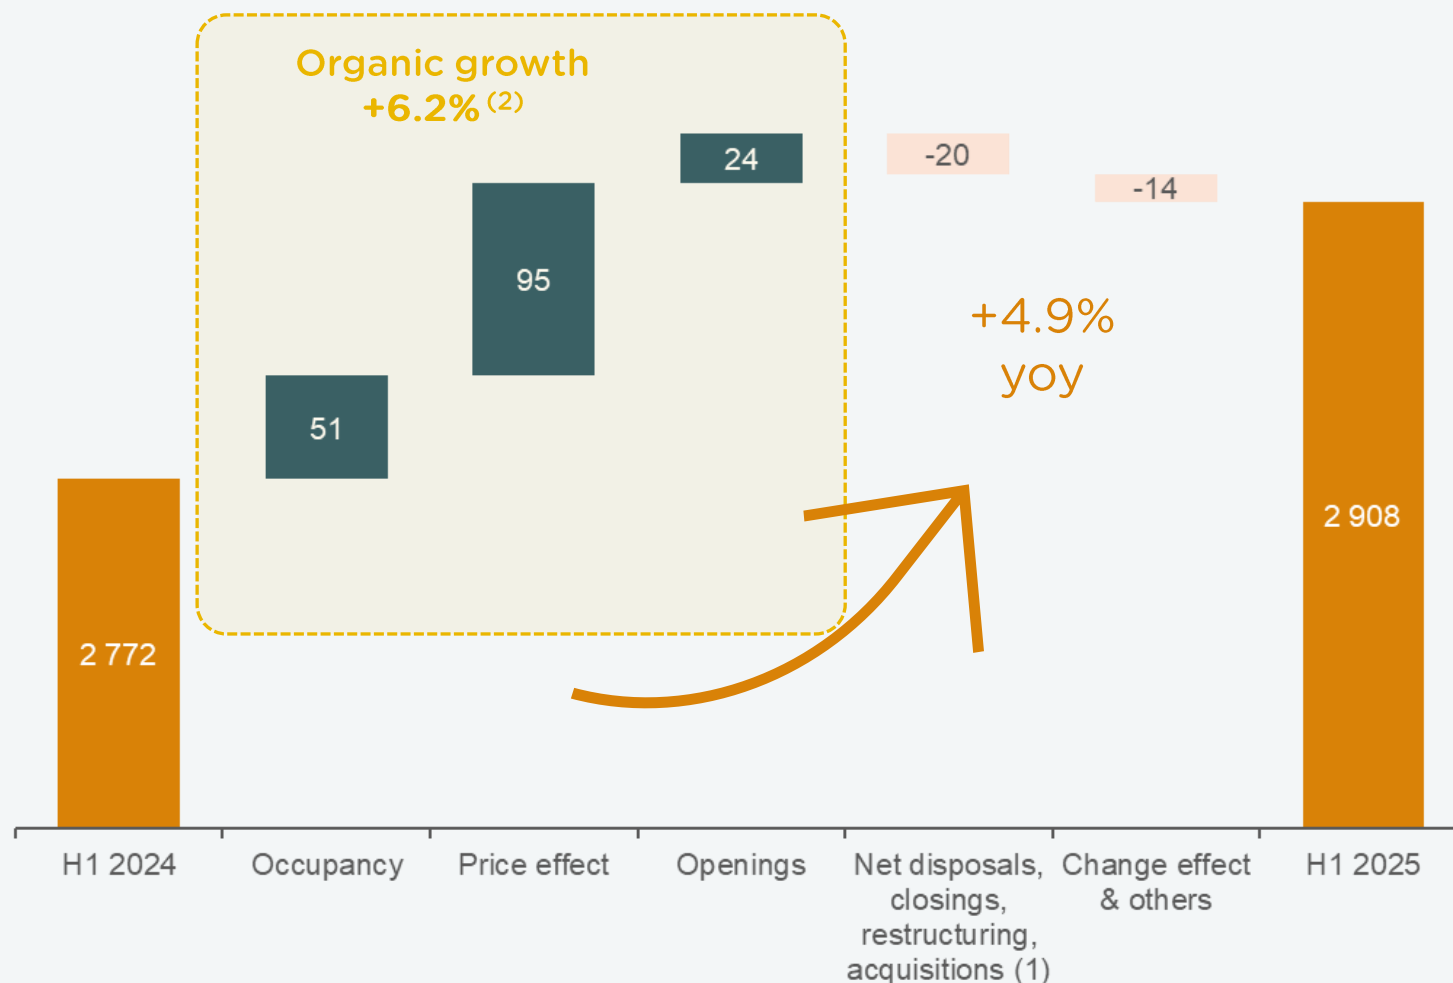 Organic growth
+6.2% (2)
24
-20
-14
95
+4.9%
yoy
51
2 908
2 772
H1 2024
Occupancy
Price effect
Openings
Net disposals,
closings,
restructuring,
acquisitions (1)
Change effect
& others
H1 2025